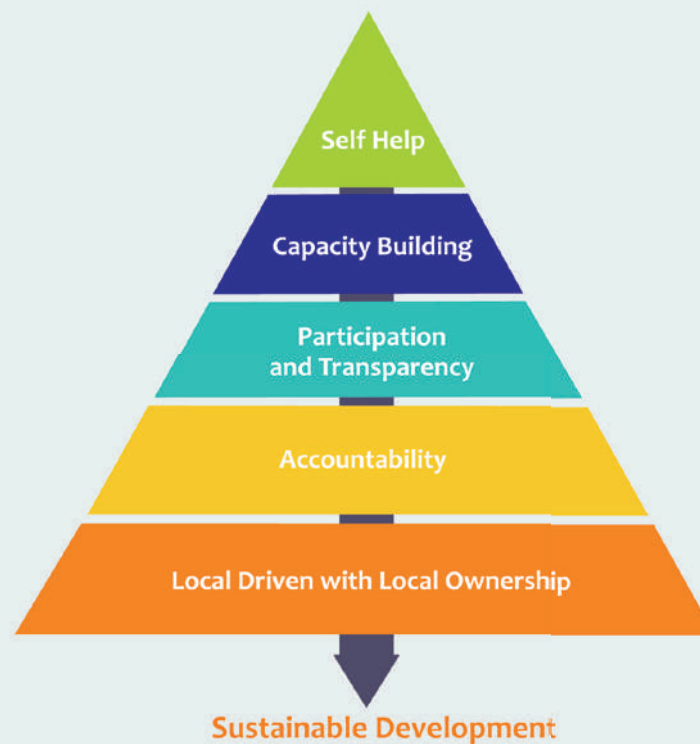 Self Help
Capacity Building
Participation
and Transparency
Accountability
Local Driven with Local Ownership
Sustainable Development